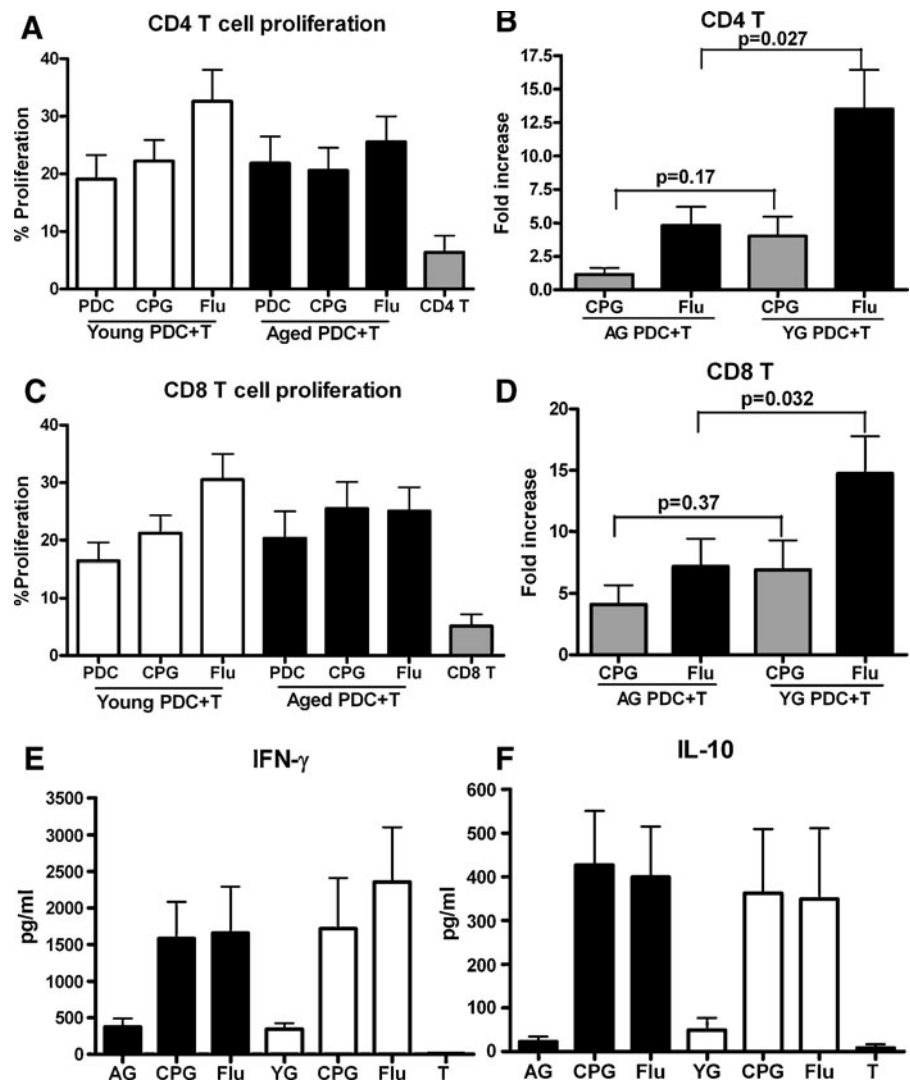 A
CD4 T cell proliferation
% Proliferation
40
30
20
10
0
PDC CPG Flu PDC CPG Flu CD4 T
Young PDC+T Aged PDC+T
B
CD4 T
p=0.027
p=0.17
Fold increase
17.5
15.0
12.5
10.0
7.5
5.0
2.5
0.0
CPG Flu CPG Flu
AG PDC+T YG PDC+T
C
CD8 T cell proliferation
%Proliferation
40
30
20
10
0
PDC CPG Flu PDC CPG Flu CD8 T
Young PDC+T Aged PDC+T
D
CD8 T
p=0.032
p=0.37
Fold increase
20
15
10
5
0
CPG Flu CPG Flu
AG PDC+T YG PDC+T
E
IFN-γ
pg/ml
3500
3000
2500
2000
1500
1000
500
0
AG CPG Flu YG CPG Flu T
F
IL-10
pg/ml
600
500
400
300
200
100
0
AG CPG Flu YG CPG Flu T